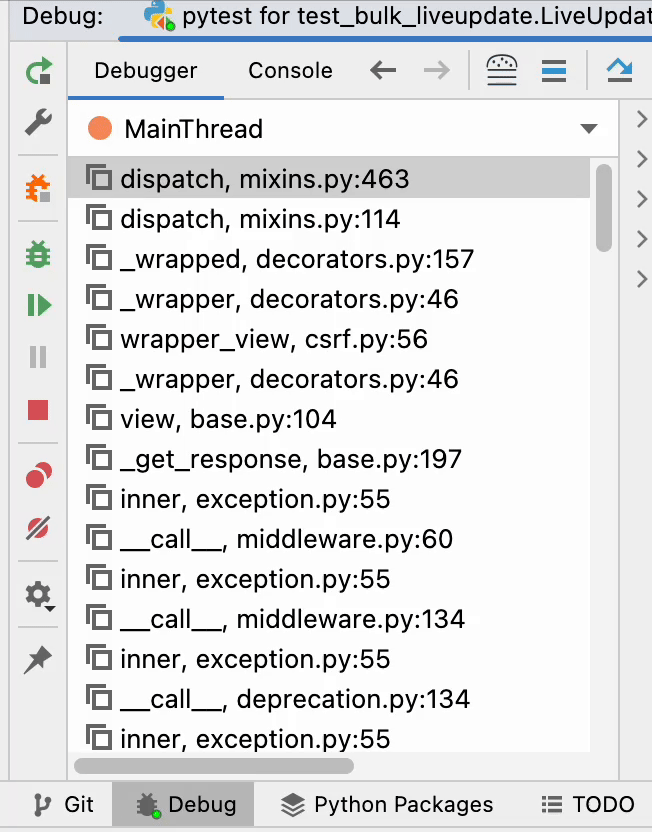 Debug: pytest for test_bulk_liveupdate.LiveUpdat
Debugger Console
MainThread
dispatch, mixins.py:463
dispatch, mixins.py:114
_wrapped, decorators.py:157
_wrapper, decorators.py:46
wrapper_view, csrf.py:56
_wrapper, decorators.py:46
view, base.py:104
_get_response, base.py:197
inner, exception.py:55
__call__, middleware.py:60
inner, exception.py:55
__call__, middleware.py:134
inner, exception.py:55
__call__, deprecation.py:134
inner, exception.py:55
Git Debug Python Packages TODO